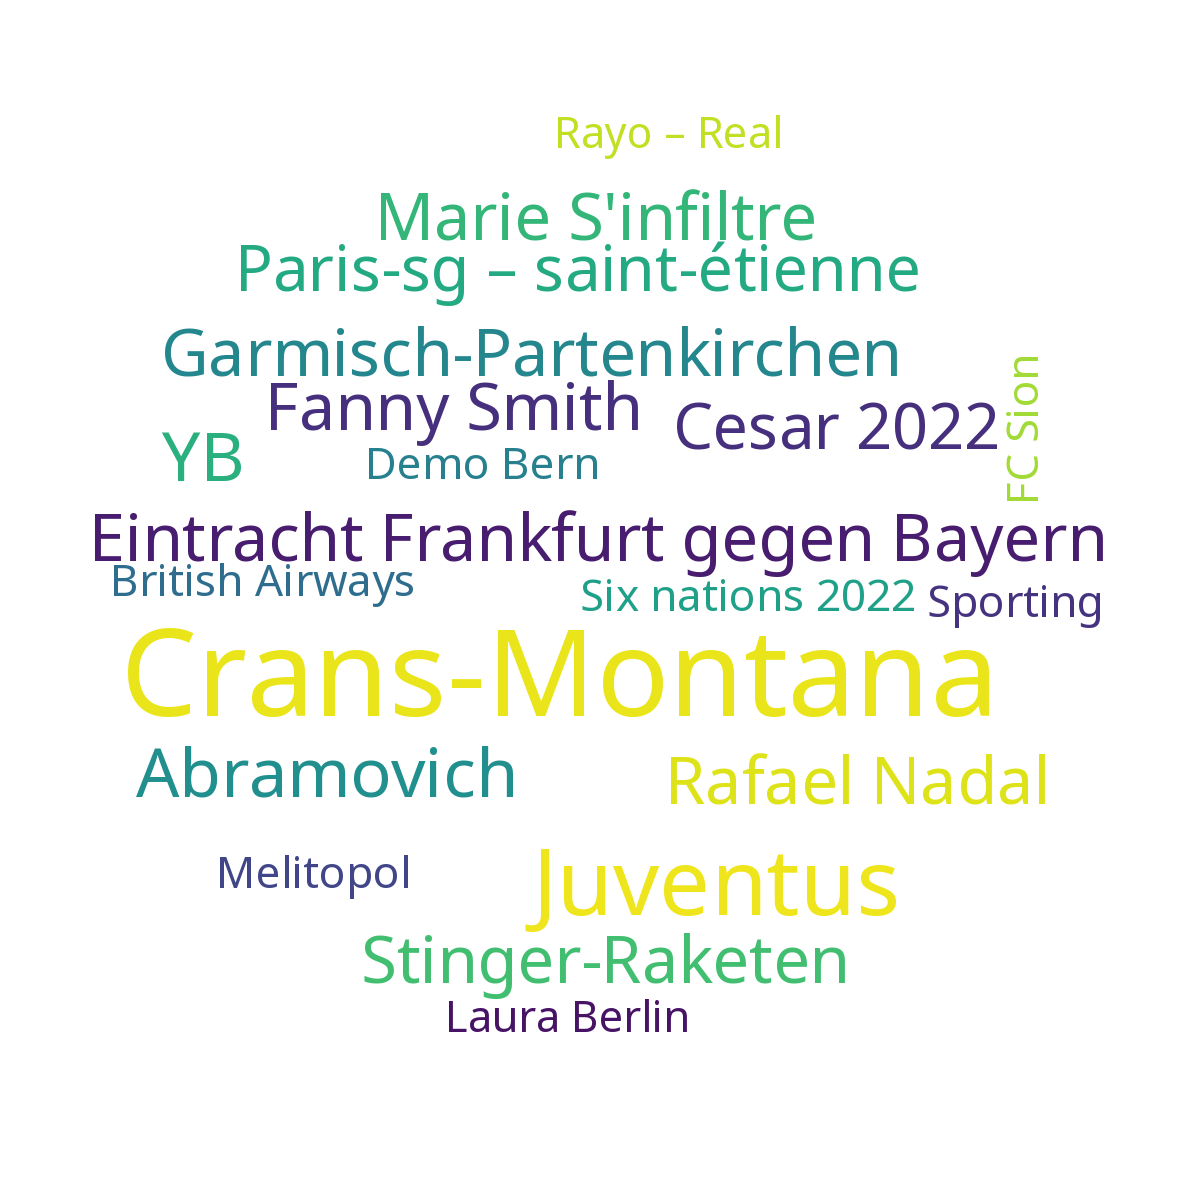 Rayo – Real
Marie S'infiltre
Paris-sg – saint-étienne
Garmisch-Partenkirchen
FC Sion
Fanny Smith
Cesar 2022
YB
Demo Bern
Eintracht Frankfurt gegen Bayern
British Airways
Six nations 2022
Sporting
Crans-Montana
Abramovich
Rafael Nadal
Melitopol
Juventus
Stinger-Raketen
Laura Berlin